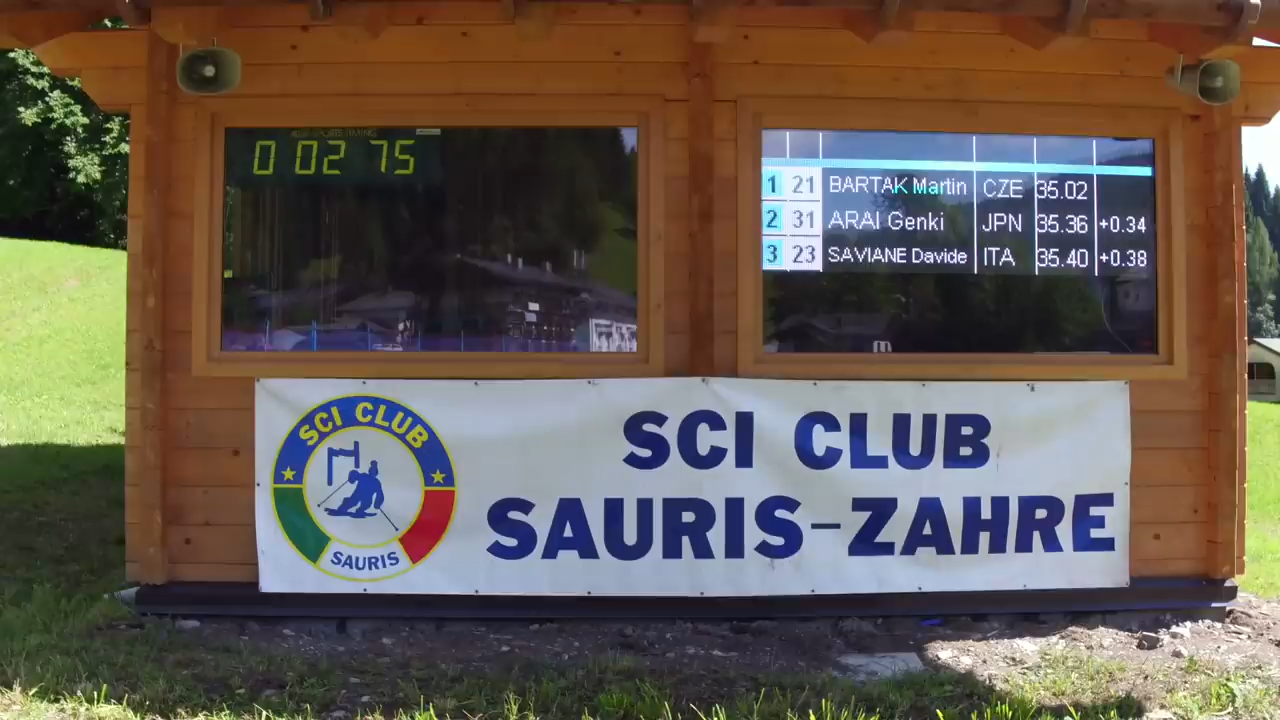 0 02 75
1 21 BARTAK Martin CZE 35.02
2 31 ARAI Genki JPN 35.36 +0.34
3 23 SAVIANE Davide ITA 35.40 +0.38
SCI CLUB
SAURIS
SCI CLUB
SAURIS-ZAHRE